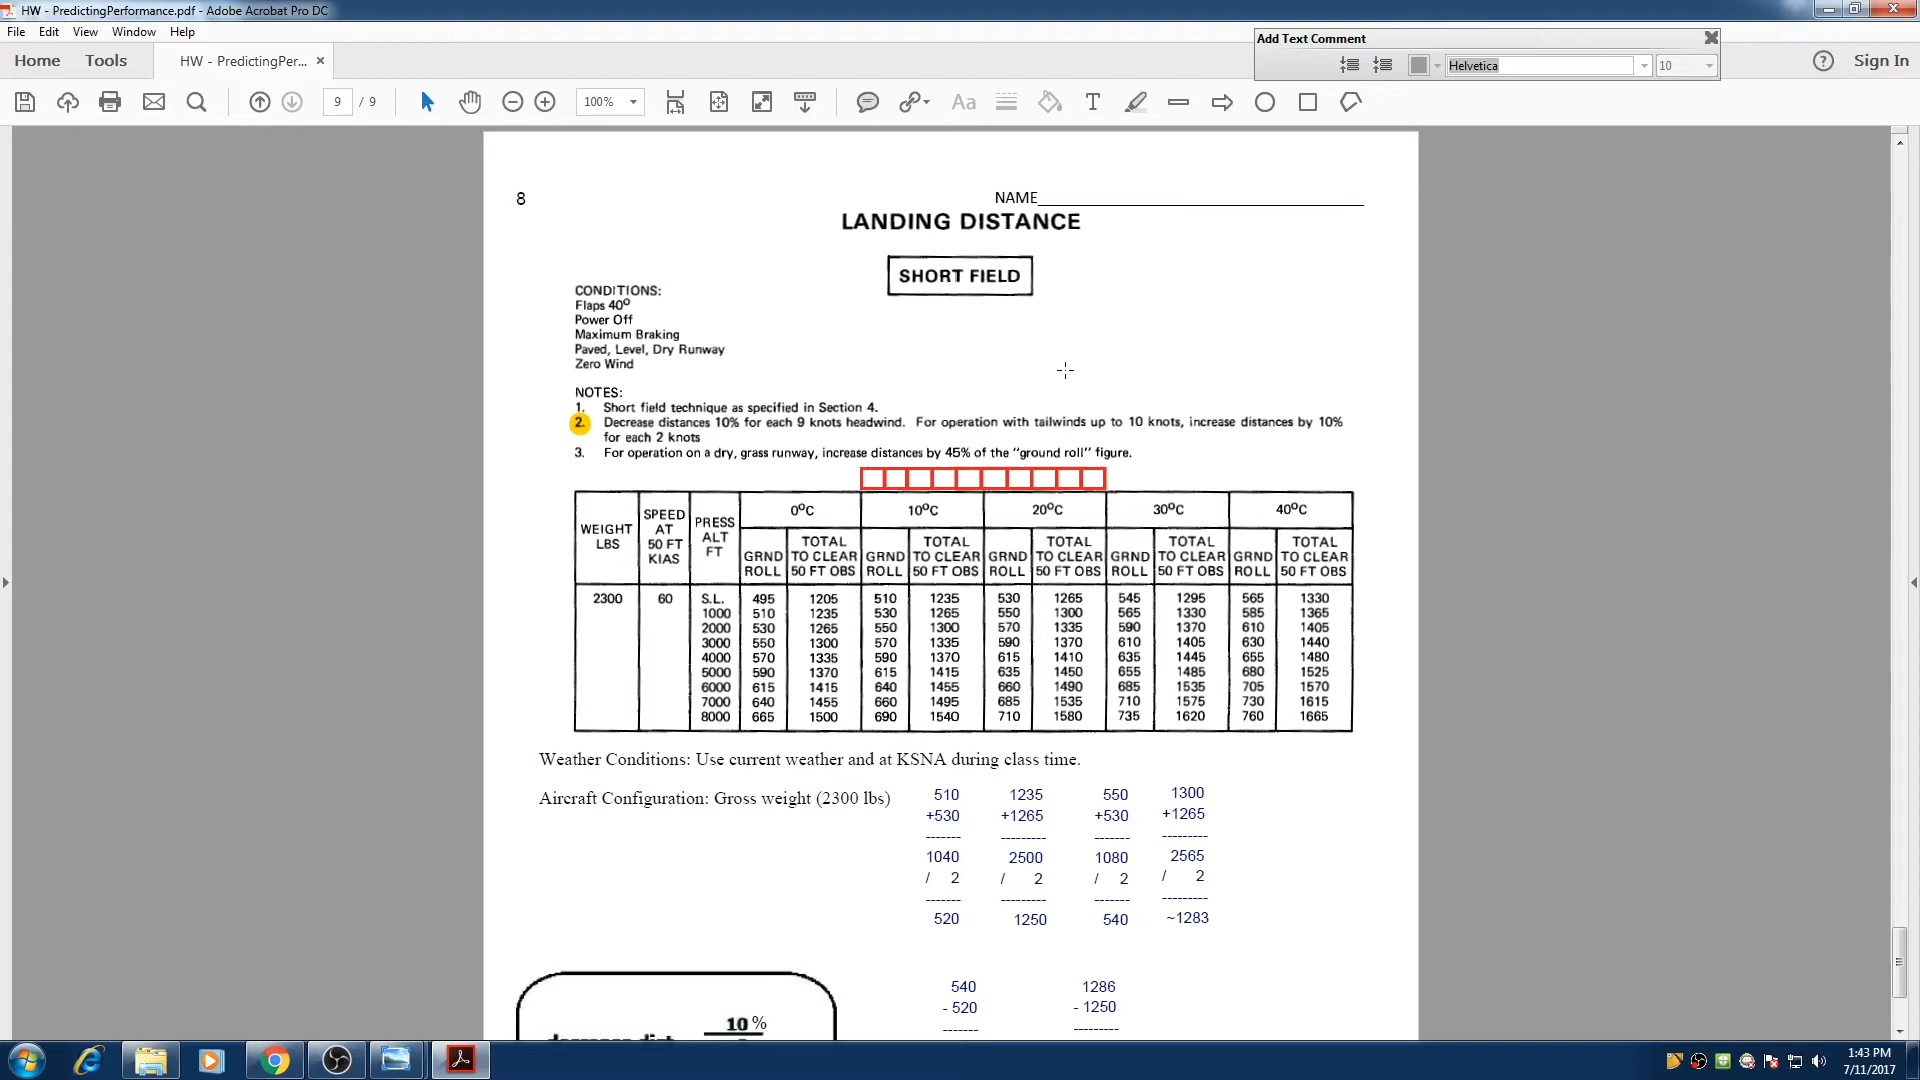 HW - PredictingPerformance.pdf - Adobe Acrobat Pro DC
File Edit View Window Help
Add Text Comment
Home Tools HW - PredictingPer... Helvetica 10 Sign In
9 / 9 100%
8 NAME
LANDING DISTANCE
SHORT FIELD
CONDITIONS:
Flaps 40°
Power Off
Maximum Braking
Paved, Level, Dry Runway
Zero Wind
NOTES:
1. Short field technique as specified in Section 4.
2. Decrease distances 10% for each 9 knots headwind. For operation with tailwinds up to 10 knots, increase distances by 10%
for each 2 knots
3. For operation on a dry, grass runway, increase distances by 45% of the "ground roll" figure.
WEIGHT LBS SPEED AT 50 FT KIAS PRESS ALT FT 0°C 10°C 20°C 30°C 40°C
GRND ROLL TOTAL TO CLEAR 50 FT OBS GRND ROLL TOTAL TO CLEAR 50 FT OBS GRND ROLL TOTAL TO CLEAR 50 FT OBS GRND ROLL TOTAL TO CLEAR 50 FT OBS GRND ROLL TOTAL TO CLEAR 50 FT OBS
2300 60 S.L. 495 1205 510 1235 530 1265 545 1295 565 1330
1000 510 1235 530 1265 550 1300 565 1330 585 1365
2000 530 1265 550 1300 570 1335 590 1370 610 1405
3000 550 1300 570 1335 590 1370 610 1405 630 1440
4000 570 1335 590 1370 615 1410 635 1445 655 1480
5000 590 1370 615 1415 635 1450 655 1485 680 1525
6000 615 1415 640 1455 660 1490 685 1535 705 1570
7000 640 1455 660 1495 685 1535 710 1575 730 1615
8000 665 1500 690 1540 710 1580 735 1620 760 1665
Weather Conditions: Use current weather and at KSNA during class time.
Aircraft Configuration: Gross weight (2300 lbs)
510 1235 550 1300
+530 +1265 +530 +1265
------- --------- ------- ---------
1040 2500 1080 2565
/ 2 / 2 / 2 / 2
------- --------- ------- ---------
520 1250 540 ~1283
540 1286
- 520 - 1250
------- ---------
10 %
1:43 PM
7/11/2017